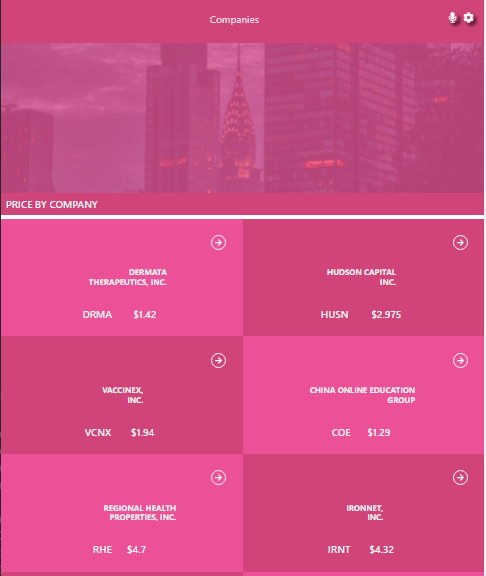 Companies
PRICE BY COMPANY
DERMATA
THERAPEUTICS, INC.
DRMA $1.42
HUDSON CAPITAL
INC.
HUSN $2.975
VACCINEX,
INC.
VCNX $1.94
CHINA ONLINE EDUCATION
GROUP
COE $1.29
REGIONAL HEALTH
PROPERTIES, INC.
RHE $4.7
IRONNET,
INC.
IRNT $4.32